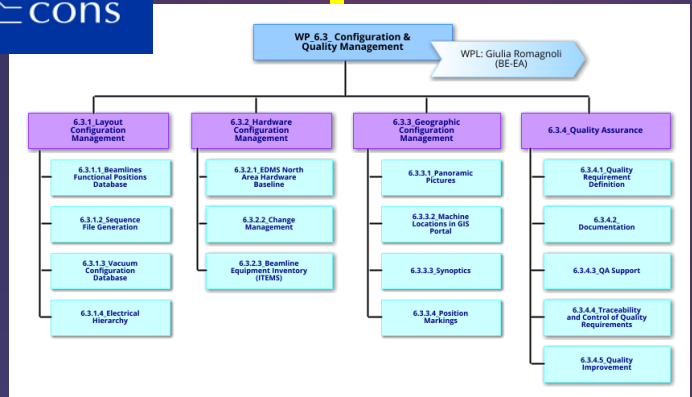 cons
WP_6.3_ Configuration &
Quality Management
WPL: Giulia Romagnoli
(BE-EA)
6.3.1_Layout
Configuration
Management
6.3.2_Hardware
Configuration
Management
6.3.3_Geographic
Configuration
Management
6.3.4_Quality Assurance
6.3.1.1_Beamlines
Functional Positions
Database
6.3.1.2_Sequence
File Generation
6.3.1.3_Vacuum
Configuration
Database
6.3.1.4_Electrical
Hierarchy
6.3.2.1_EDMS North
Area Hardware
Baseline
6.3.2.2_Change
Management
6.3.2.3_Beamline
Equipment Inventory
(ITEMS)
6.3.3.1_Panoramic
Pictures
6.3.3.2_Machine
Locations in GIS
Portal
6.3.3.3_Synoptics
6.3.3.4_Position
Markings
6.3.4.1_Quality
Requirement
Definition
6.3.4.2_
Documentation
6.3.4.3_QA Support
6.3.4.4_Traceability
and Control of Quality
Requirements
6.3.4.5_Quality
Improvement